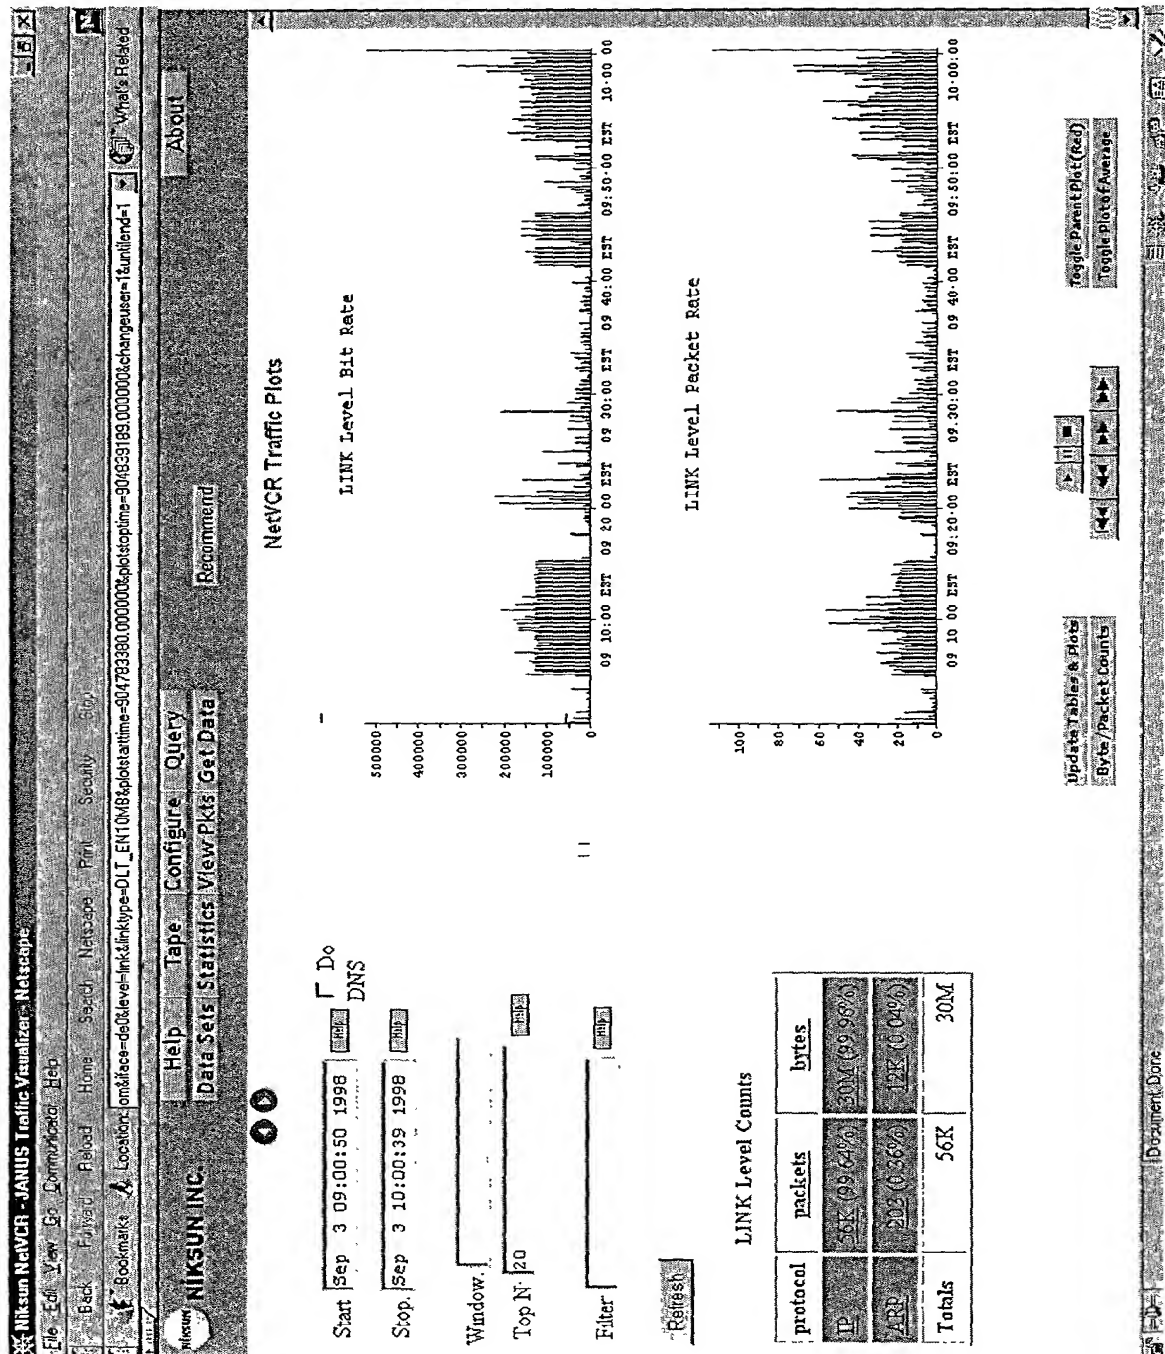 Niksun NetVCR - JANUS Traffic Visualizer: Netscape
File Edit View Go Communicator Help
Back Forward Reload Home Search Netscape Print Security Stop
Bookmarks Location: om&iface=de0&level=link&linktype=DLT_EN10MB&plotstarttime=904783380.000000&plotstoptime=904839189.000000&changeuser=1&untilend=1 What's Related
NIKSUN NIKSUN INC.
Help Tape Configure Query About
Data Sets Statistics View Pkts Get Data Recommend
NetVCR Traffic Plots
Start Sep 3 09:00:50 1998 Help Do DNS
Stop. Sep 3 10:00:39 1998 Help
Window.
Top N· 20 Help
Filter Help
Refresh
LINK Level Counts
protocol packets bytes
IP 56K (99 64%) 30M (99 96%)
ARP 203 (0 36%) 12K (0 04%)
Totals 56K 30M
LINK Level Bit Rate
500000
400000
300000
200000
100000
0
09 10:00 EST 09 20 00 EST 09 30:00 EST 09 40:00 EST 09:50·00 EST 10·00 00
LINK Level Packet Rate
100
80
60
40
20
0
09 10 00 EST 09:20·00 EST 09.30:00 EST 09 40·00 EST 09:50:00 EST 10·00:00
Update Tables & Plots
Byte/Packet Counts
Toggle Parent Plot (Red)
Toggle Plot of Average
Document Done